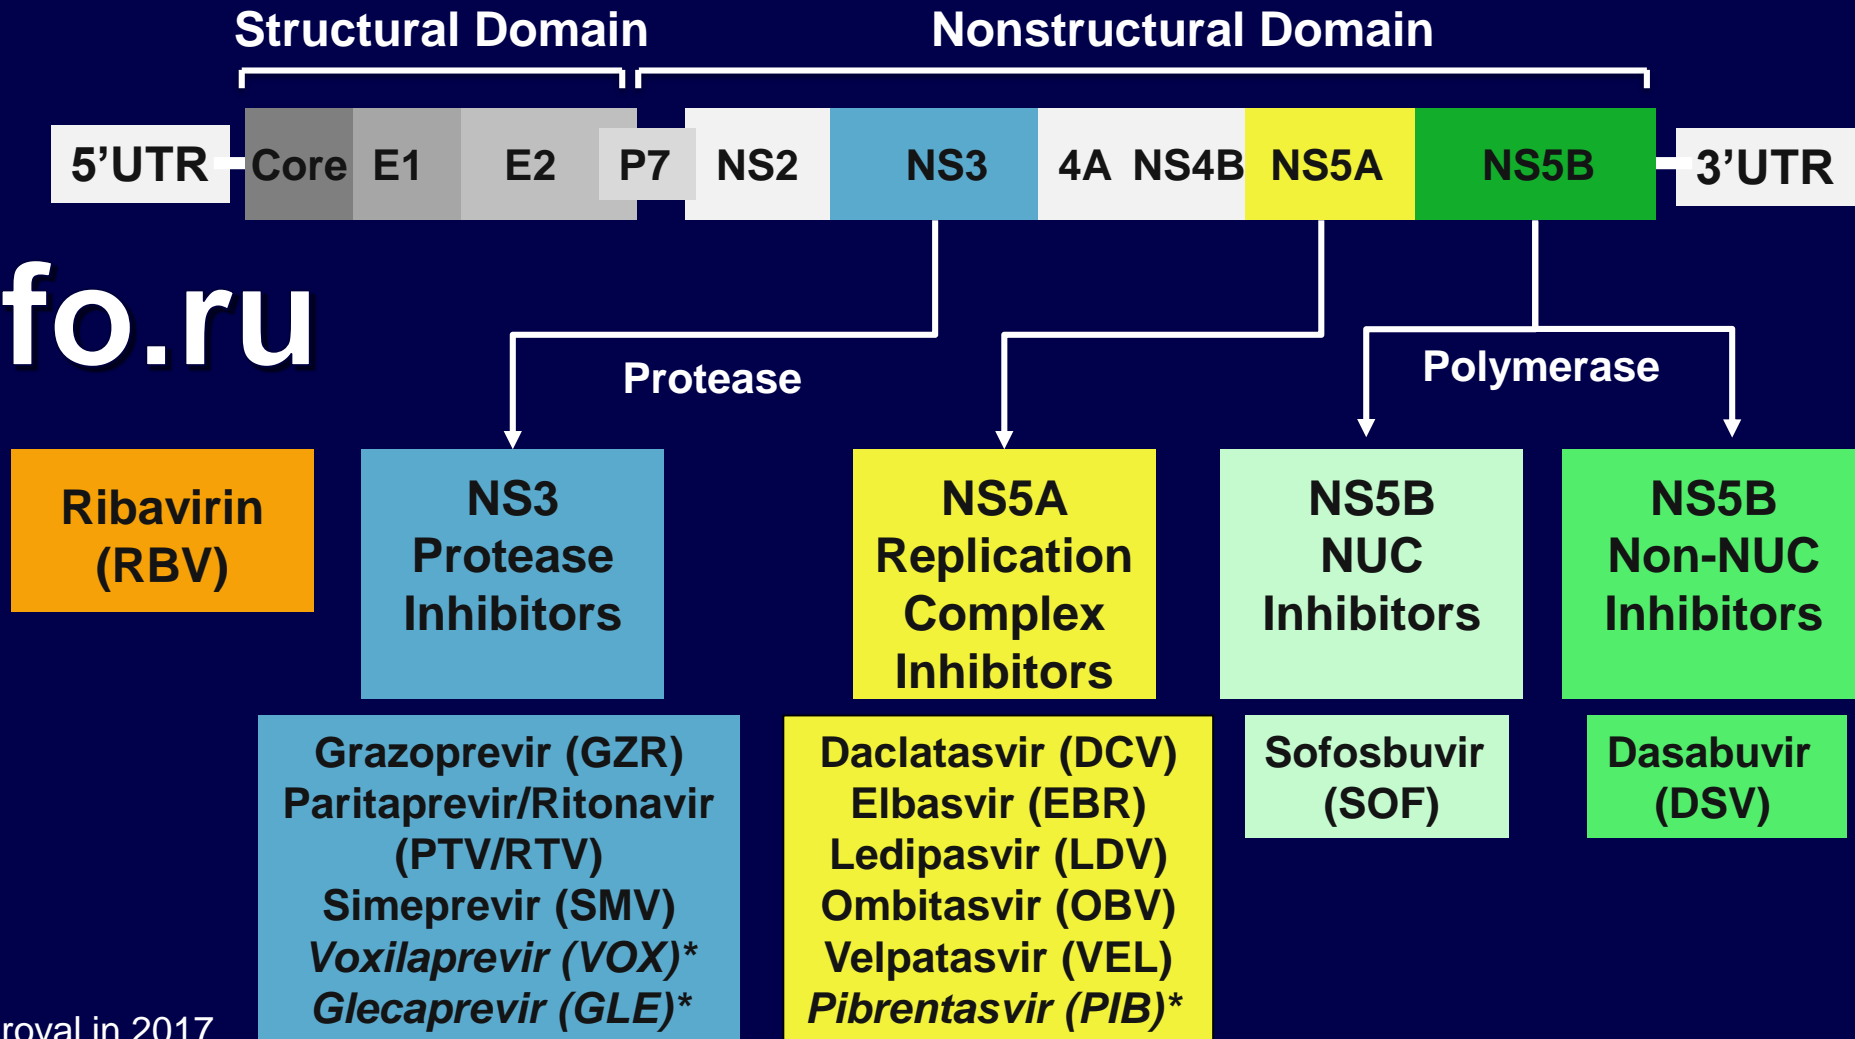 Structural Domain Nonstructural Domain
5’UTR Core E1 E2 P7 NS2 NS3 4A NS4B NS5A NS5B 3’UTR
fo.ru
Protease
Polymerase
Ribavirin
(RBV)
NS3
Protease
Inhibitors
NS5A
Replication
Complex
Inhibitors
NS5B
NUC
Inhibitors
NS5B
Non-NUC
Inhibitors
Grazoprevir (GZR)
Paritaprevir/Ritonavir
(PTV/RTV)
Simeprevir (SMV)
Voxilaprevir (VOX)*
Glecaprevir (GLE)*
Daclatasvir (DCV)
Elbasvir (EBR)
Ledipasvir (LDV)
Ombitasvir (OBV)
Velpatasvir (VEL)
Pibrentasvir (PIB)*
Sofosbuvir
(SOF)
Dasabuvir
(DSV)
roval in 2017